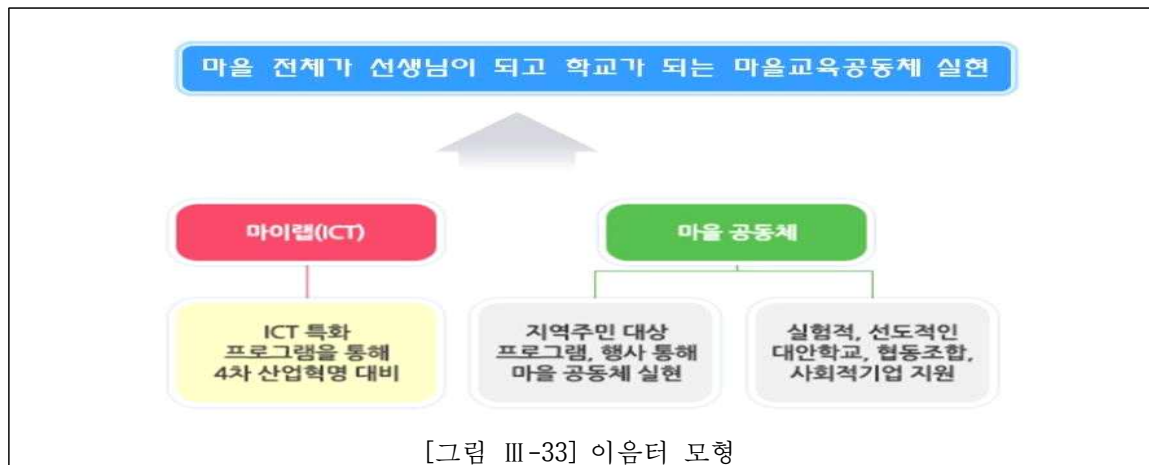 마을 전체가 선생님이 되고 학교가 되는 마을교육공동체 실현
마이랩(ICT)
마을 공동체
ICT 특화
프로그램을 통해
4차 산업혁명 대비
지역주민 대상
프로그램, 행사 통해
마을 공동체 실현
실험적, 선도적인
대안학교, 협동조합,
사회적기업 지원
[그림 Ⅲ-33] 이음터 모형